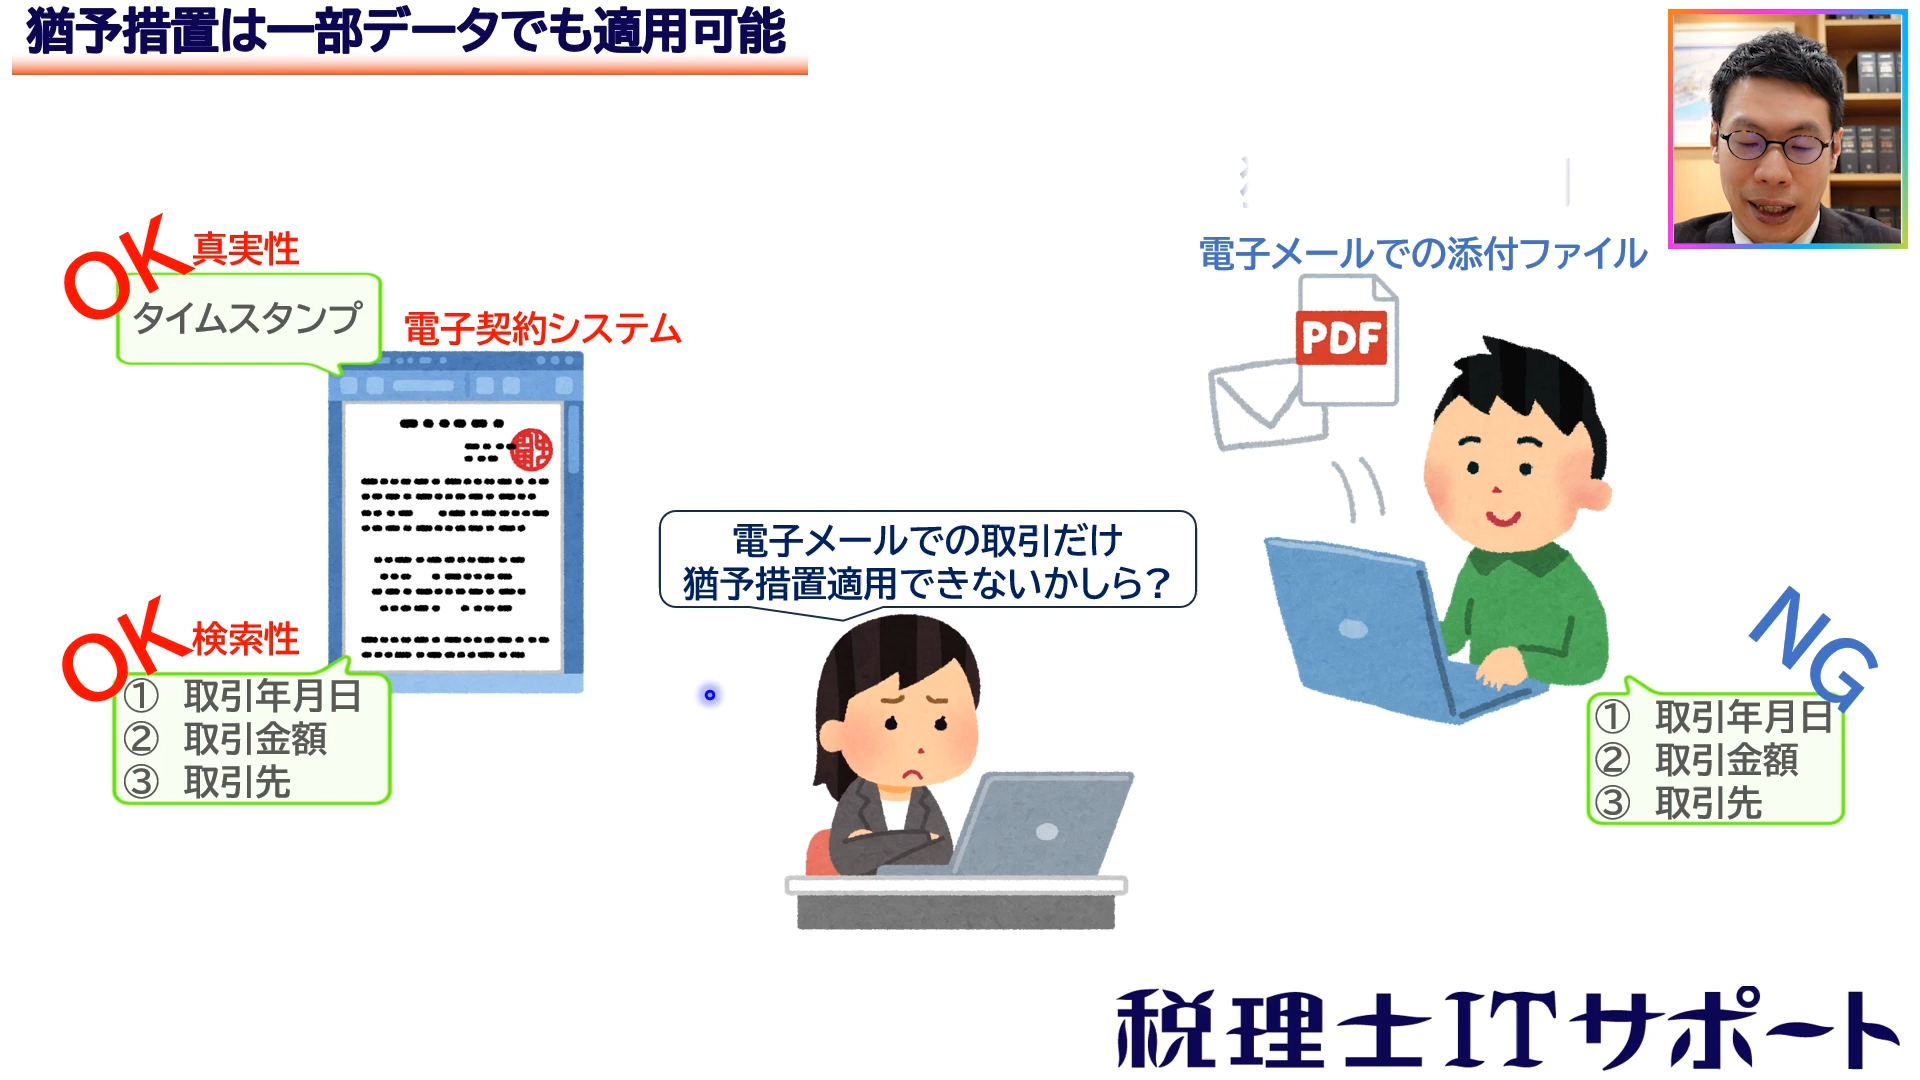 猶予措置は一部データでも適用可能
OK 真実性
タイムスタンプ
電子契約システム
OK 検索性
① 取引年月日
② 取引金額
③ 取引先
電子メールでの取引だけ
猶予措置適用できないかしら？
電子メールでの添付ファイル
PDF
NG
① 取引年月日
② 取引金額
③ 取引先
税理士ITサポート